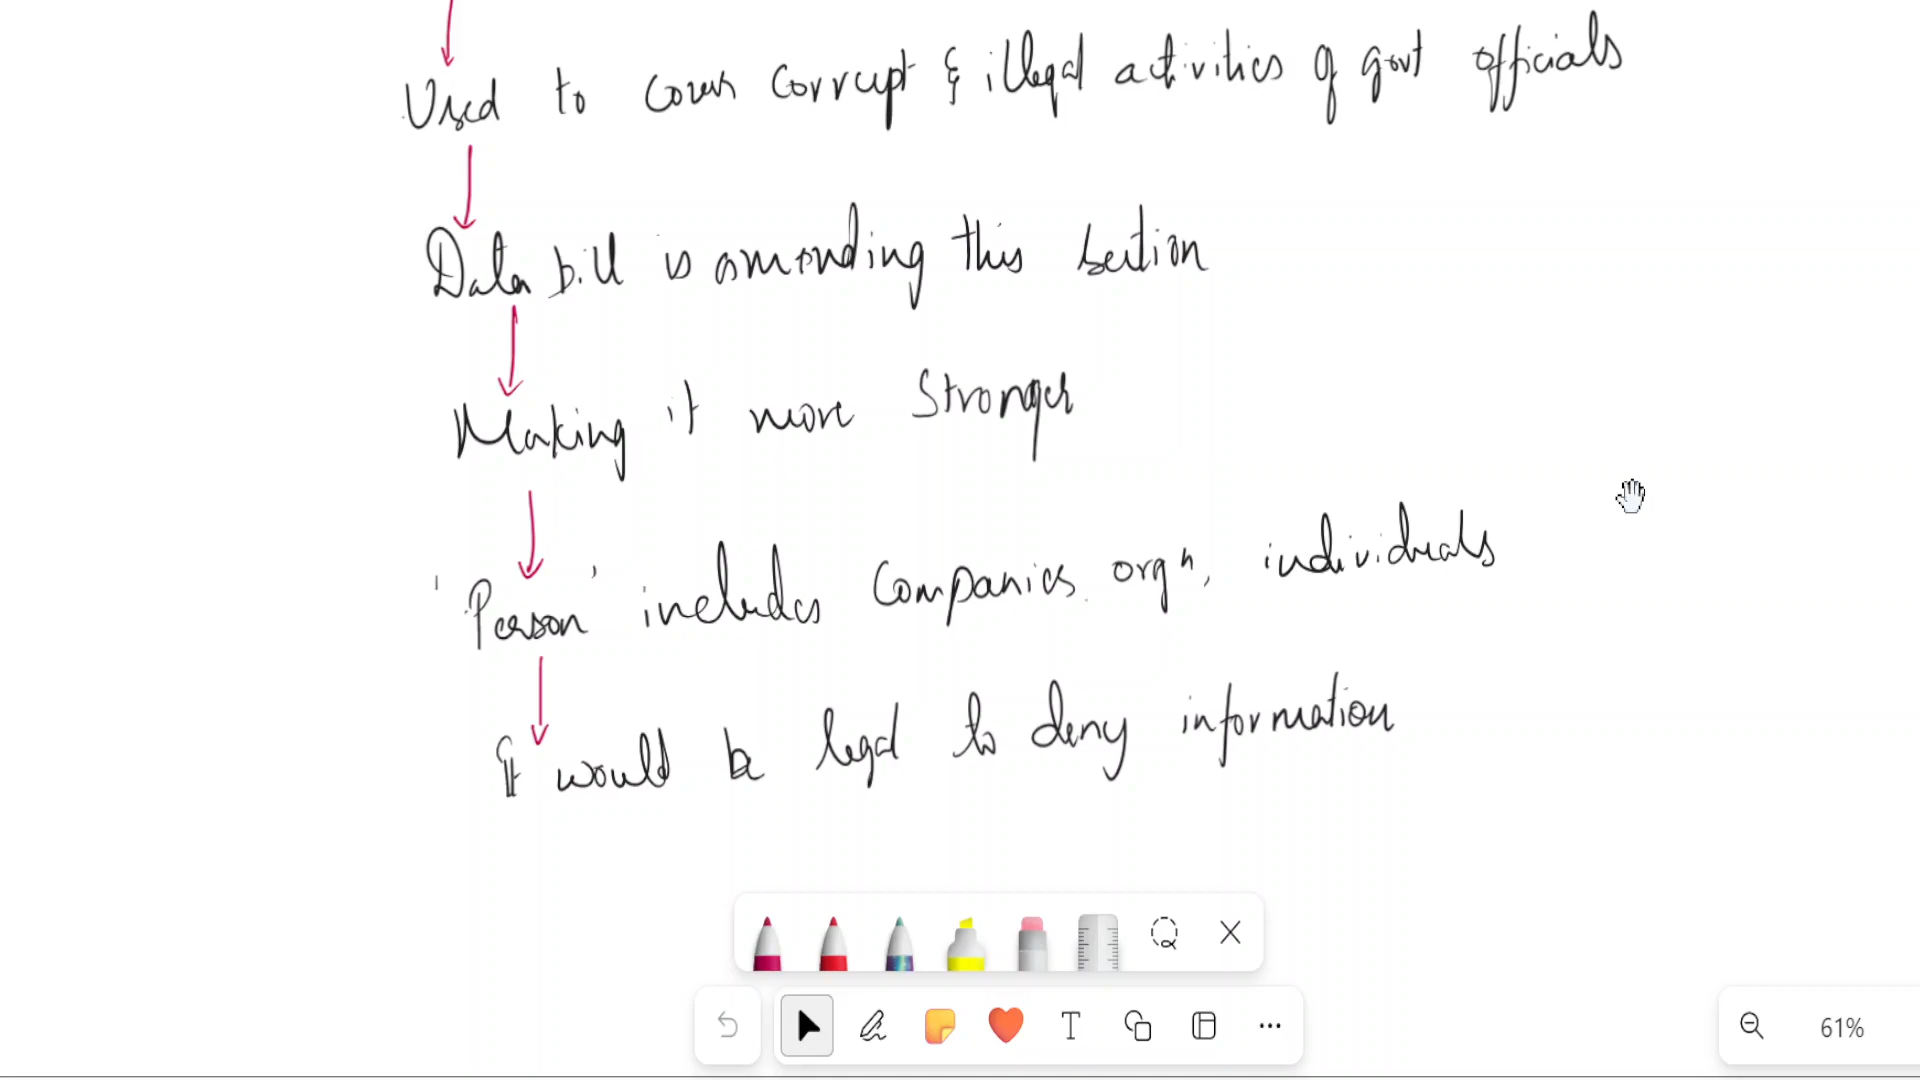 Used to cover corrupt & illegal activities of govt officials
Data bill is amending this section
Making it more Stronger
'Person' includes Companies, orgⁿ, individuals
It would be legal to deny information
T
61%